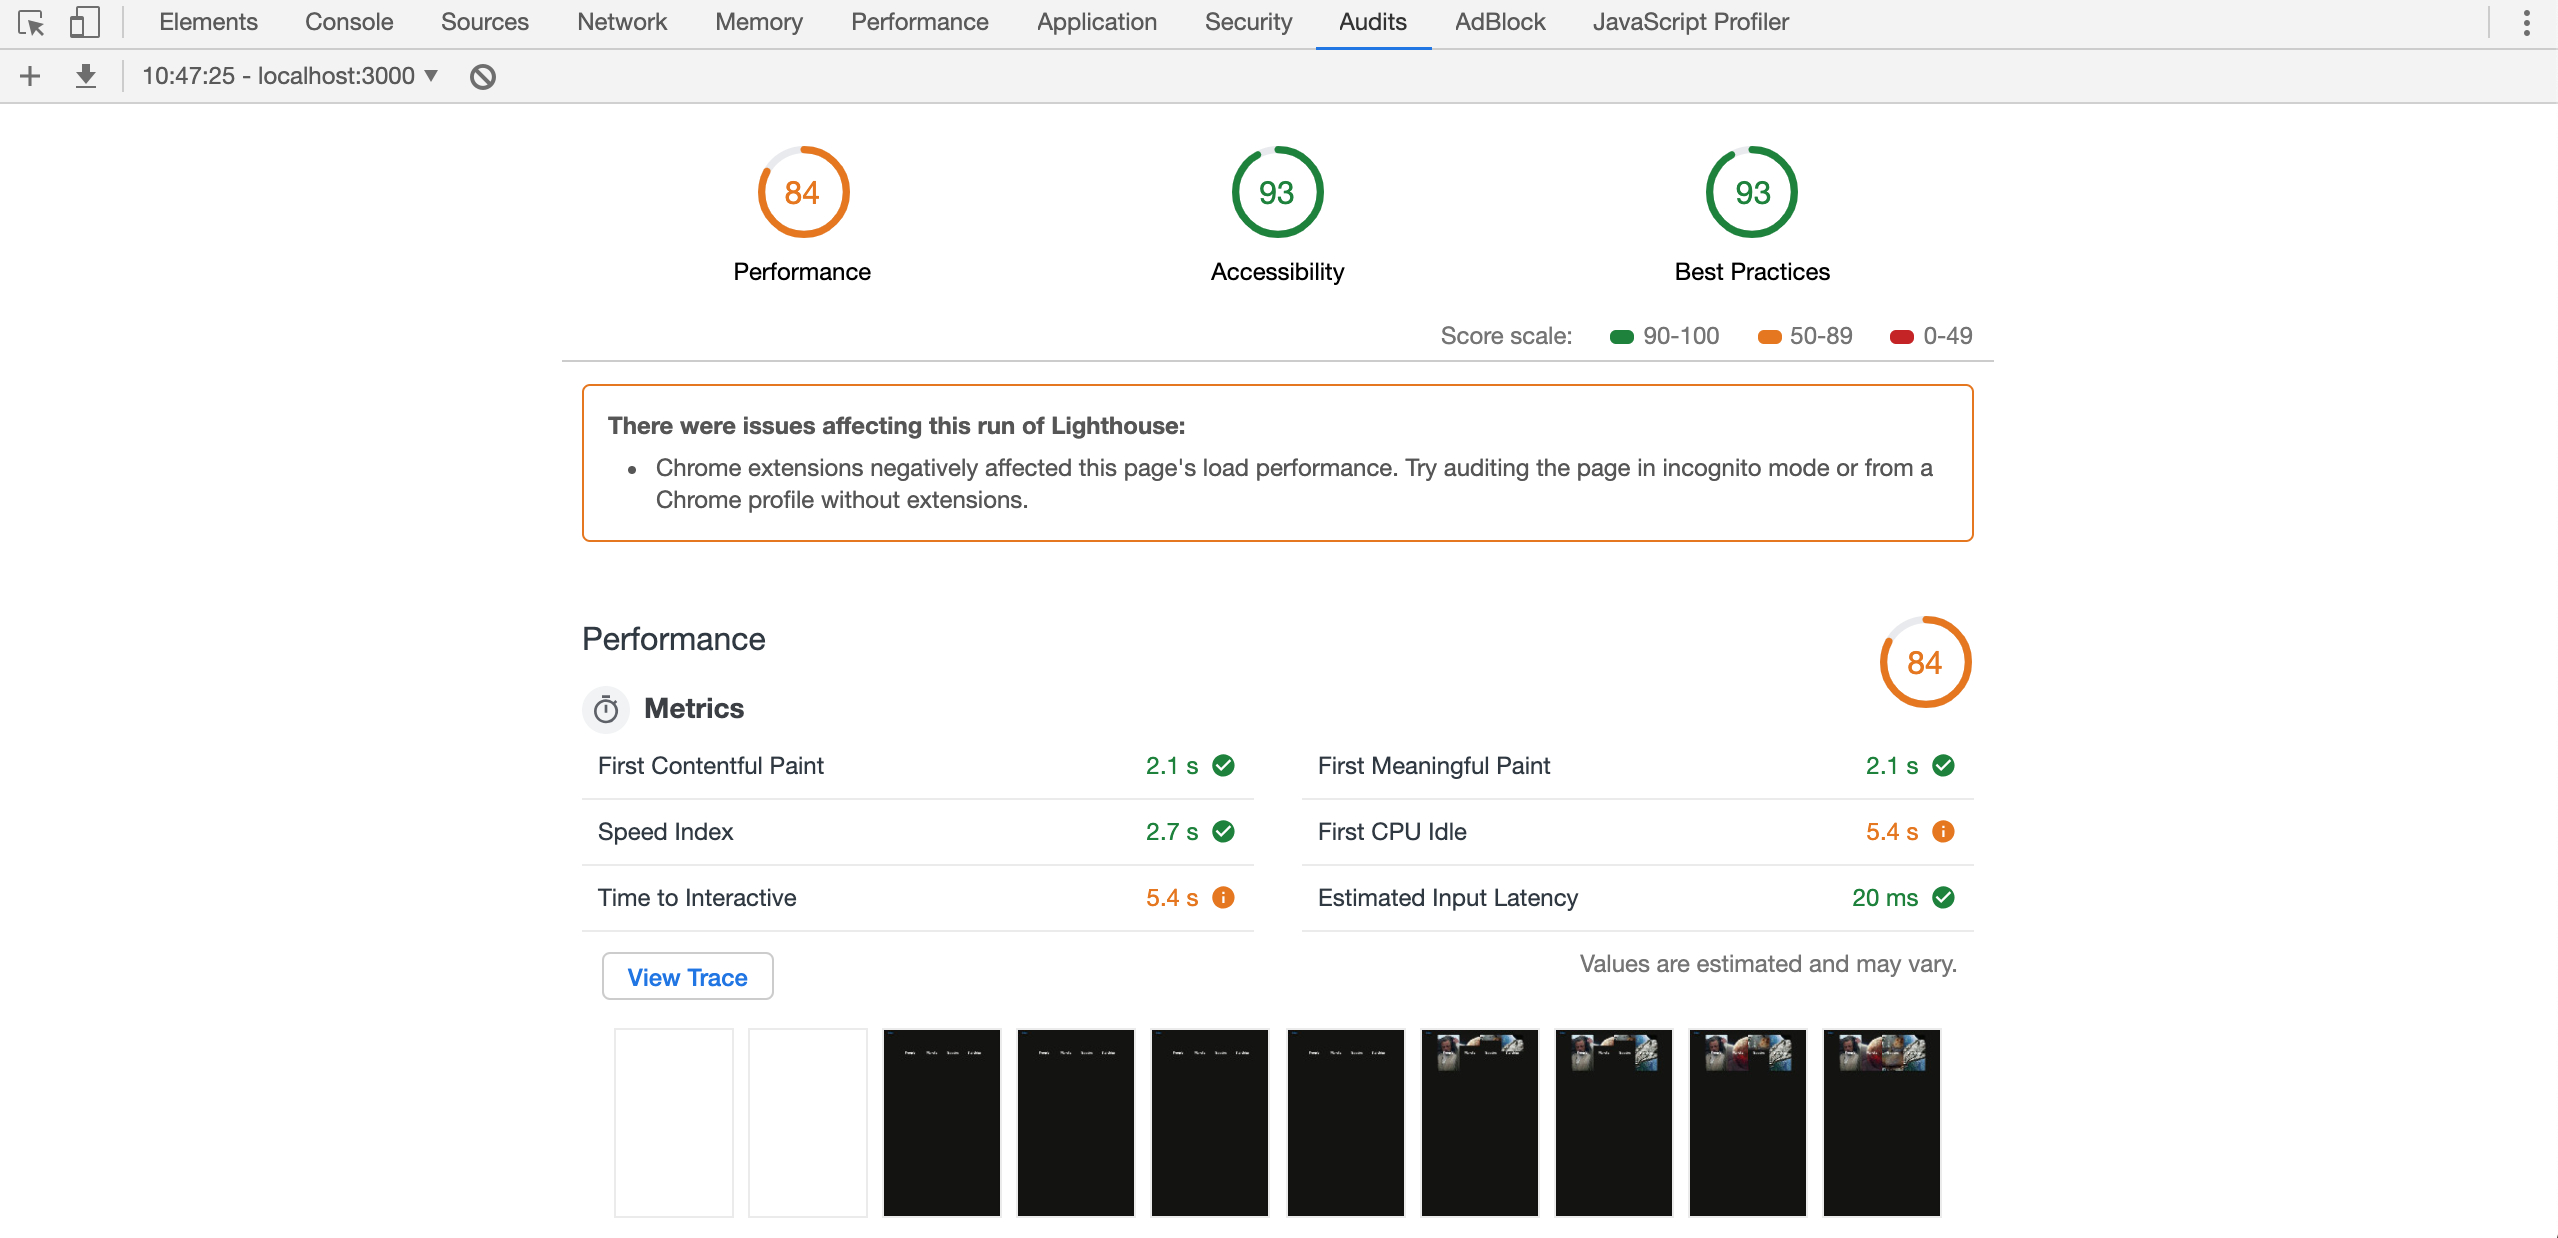 Elements Console Sources Network Memory Performance Application Security Audits AdBlock JavaScript Profiler
10:47:25 - localhost:3000
84 93 93
Performance Accessibility Best Practices
Score scale: 90-100 50-89 0-49
There were issues affecting this run of Lighthouse:
Chrome extensions negatively affected this page's load performance. Try auditing the page in incognito mode or from a
Chrome profile without extensions.
Performance
84
Metrics
First Contentful Paint 2.1 s First Meaningful Paint 2.1 s
Speed Index 2.7 s First CPU Idle 5.4 s
Time to Interactive 5.4 s Estimated Input Latency 20 ms
View Trace
Values are estimated and may vary.